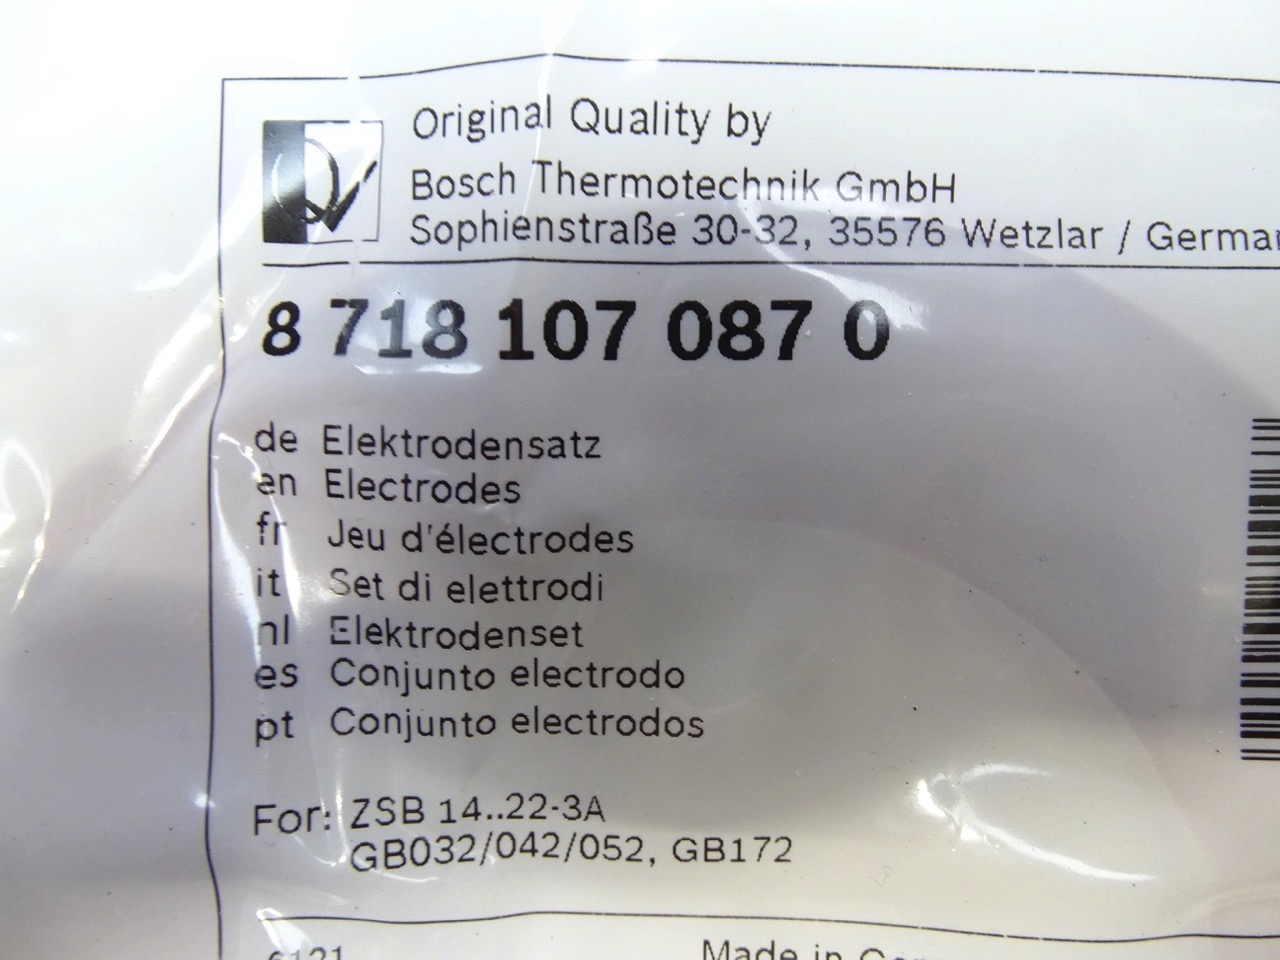 Original Quality by
Bosch Thermotechnik GmbH
Sophienstraße 30-32, 35576 Wetzlar /
8 718 107 087 0
de Elektrodensatz
en Electrodes
fr Jeu d'électrodes
it Set di elettrodi
nl Elektrodenset
es Conjunto electrodo
pt Conjunto electrodos
For: ZSB 14..22-3A
GB032/042/052, GB172
Made in